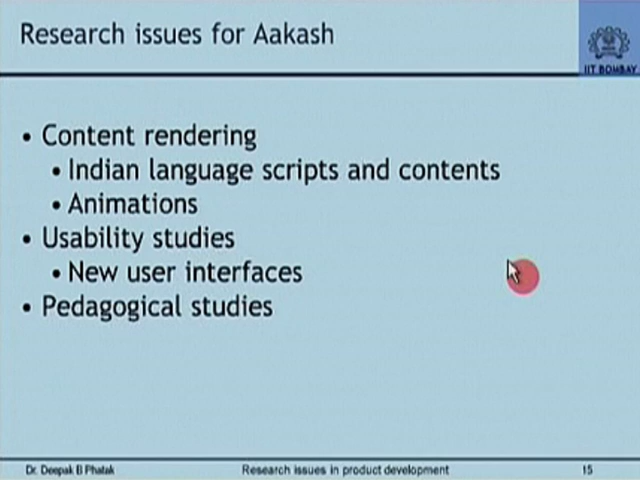 Research issues for Aakash
IIT BOMBAY
• Content rendering
• Indian language scripts and contents
• Animations
• Usability studies
• New user interfaces
• Pedagogical studies
Dr. Deepak B Phatak
Research issues in product development
15